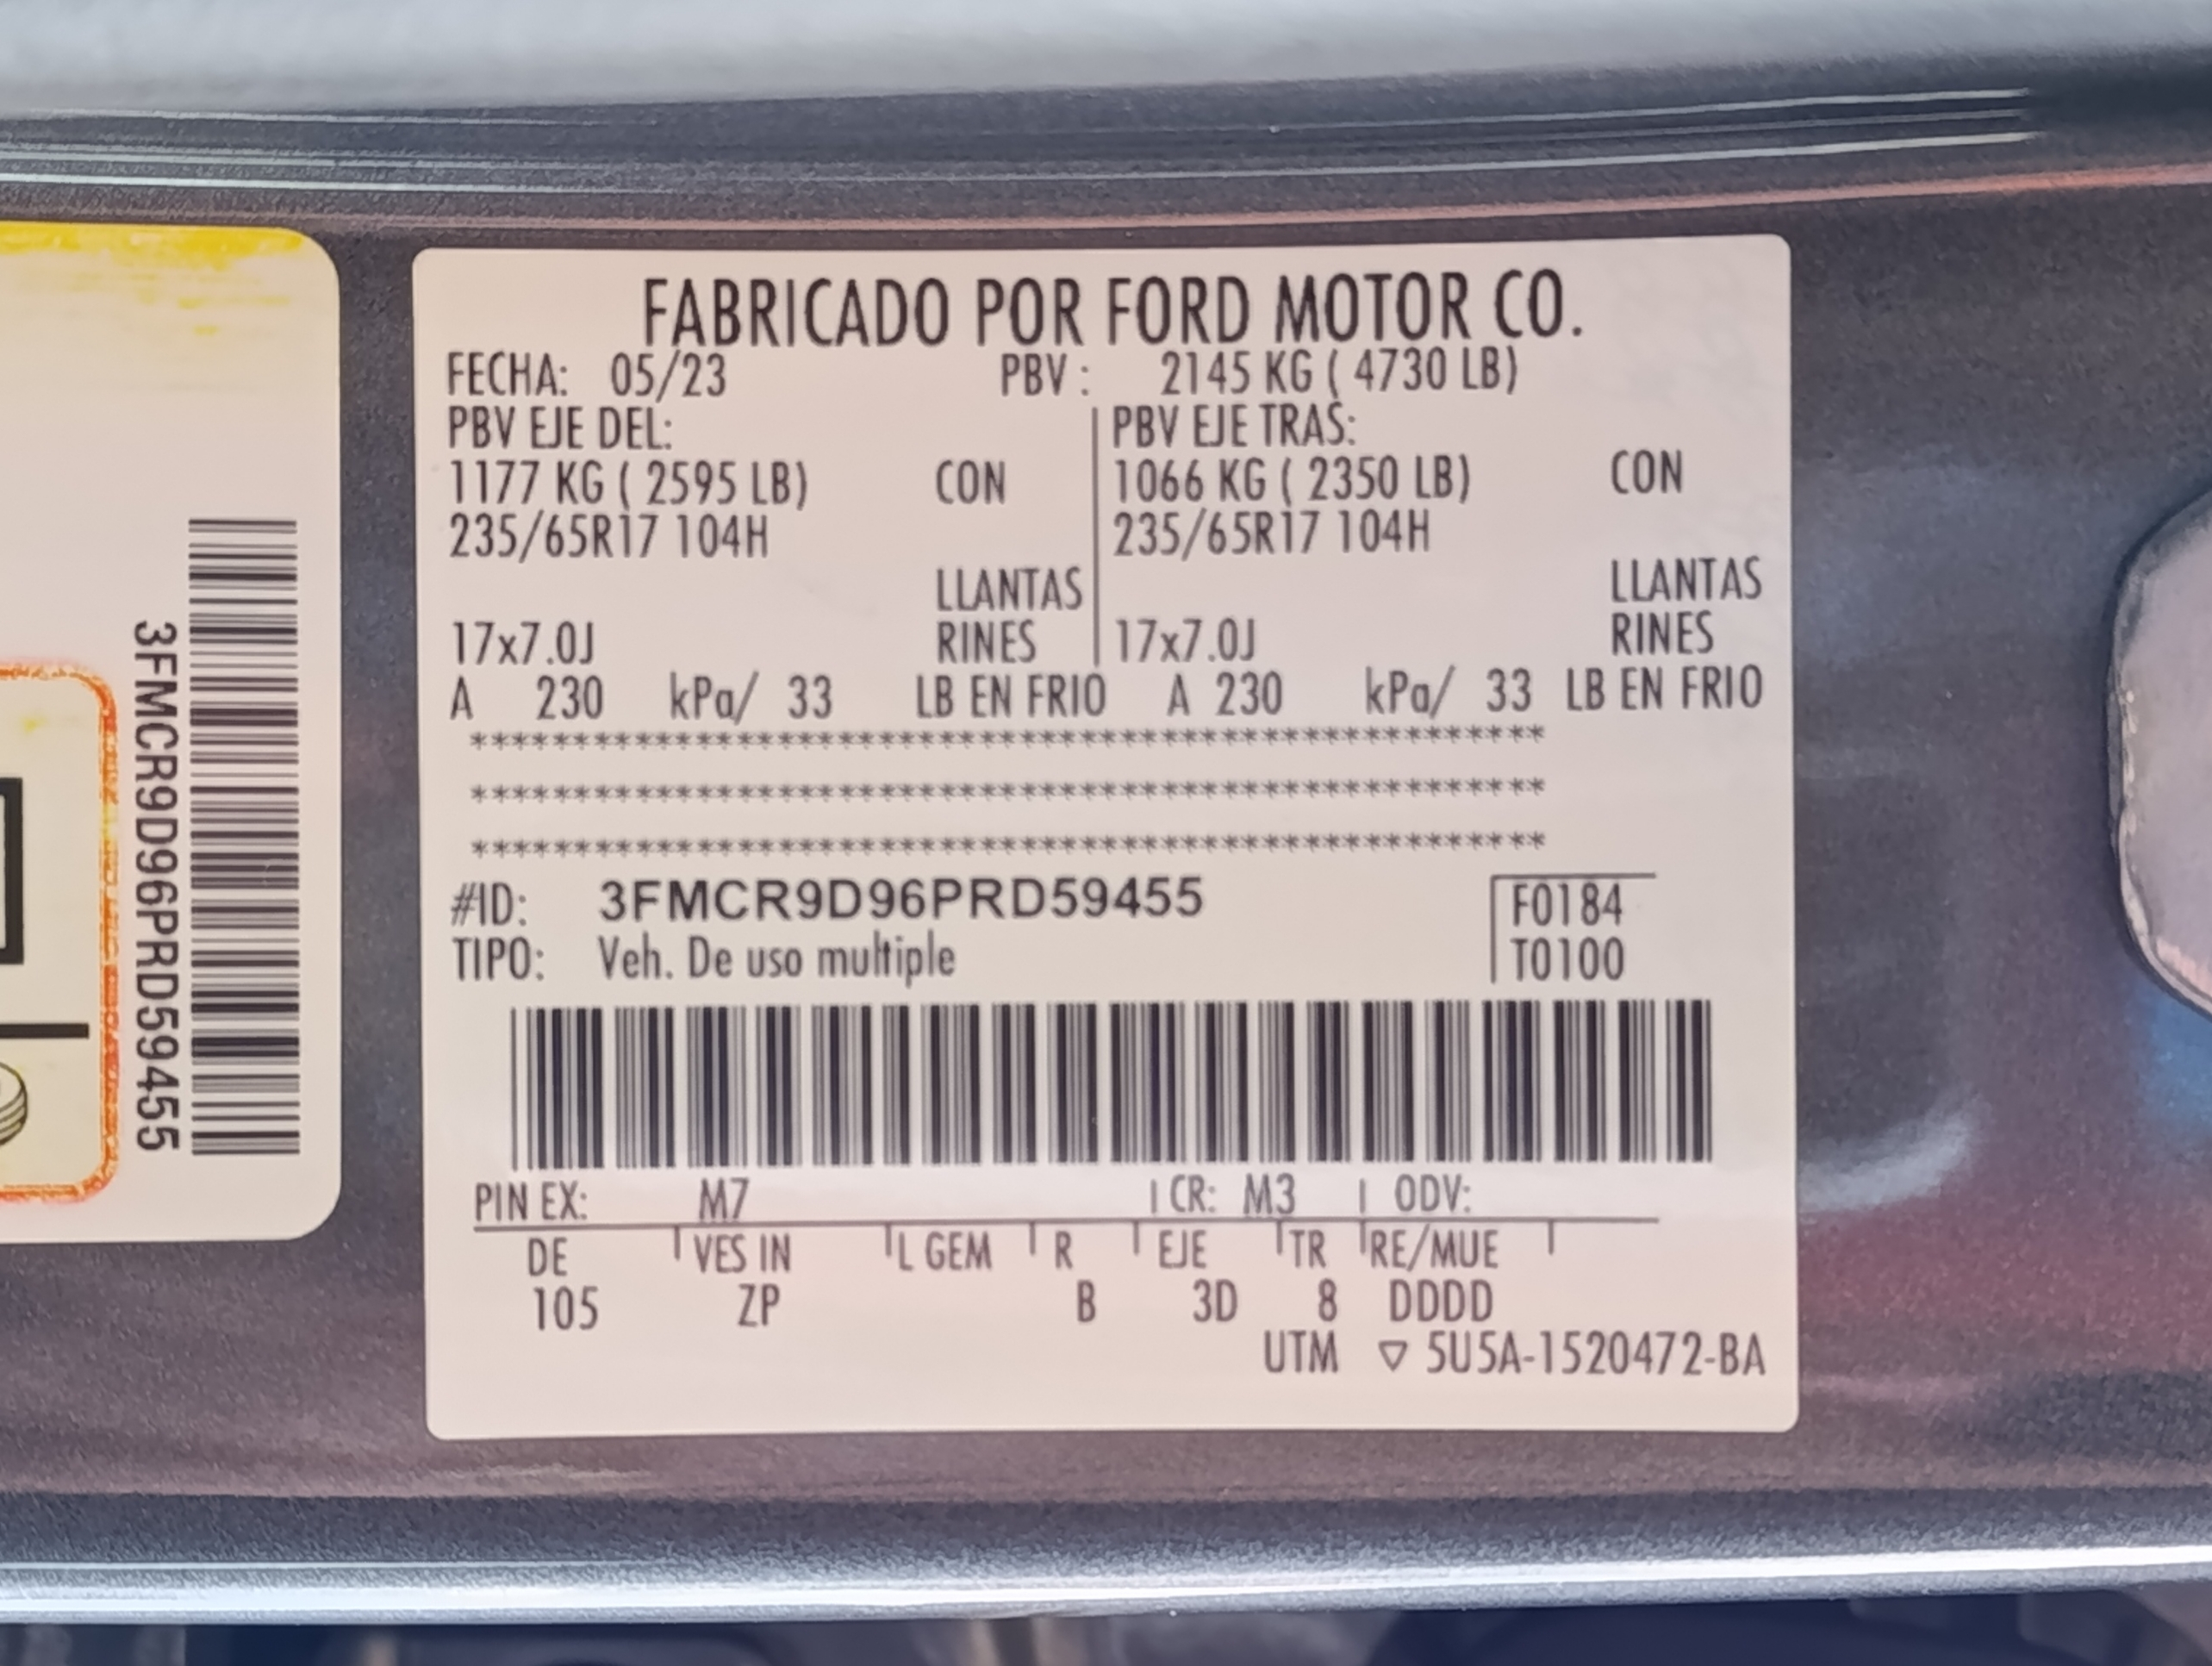 FABRICADO POR FORD MOTOR CO.
FECHA: 05/23 PBV : 2145 KG ( 4730 LB)
PBV EJE DEL: PBV EJE TRAS:
1177 KG ( 2595 LB) CON 1066 KG ( 2350 LB) CON
235/65R17 104H 235/65R17 104H
LLANTAS LLANTAS
17x7.0J RINES 17x7.0J RINES
A 230 kPa/ 33 LB EN FRIO A 230 kPa/ 33 LB EN FRIO
*****************************************************
*****************************************************
*****************************************************
#ID: 3FMCR9D96PRD59455 F0184
TIPO: Veh. De uso multiple T0100
PIN EX: M7 CR: M3 ODV:
DE VES IN L GEM R EJE TR RE/MUE
105 ZP B 3D 8 DDDD
UTM ▽ 5U5A-1520472-BA
3FMCR9D96PRD59455